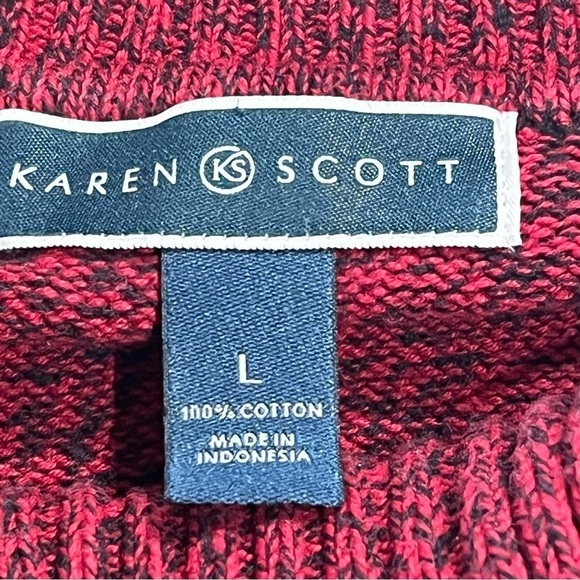 KAREN KS SCOTT
L
100% COTTON
MADE IN
INDONESIA